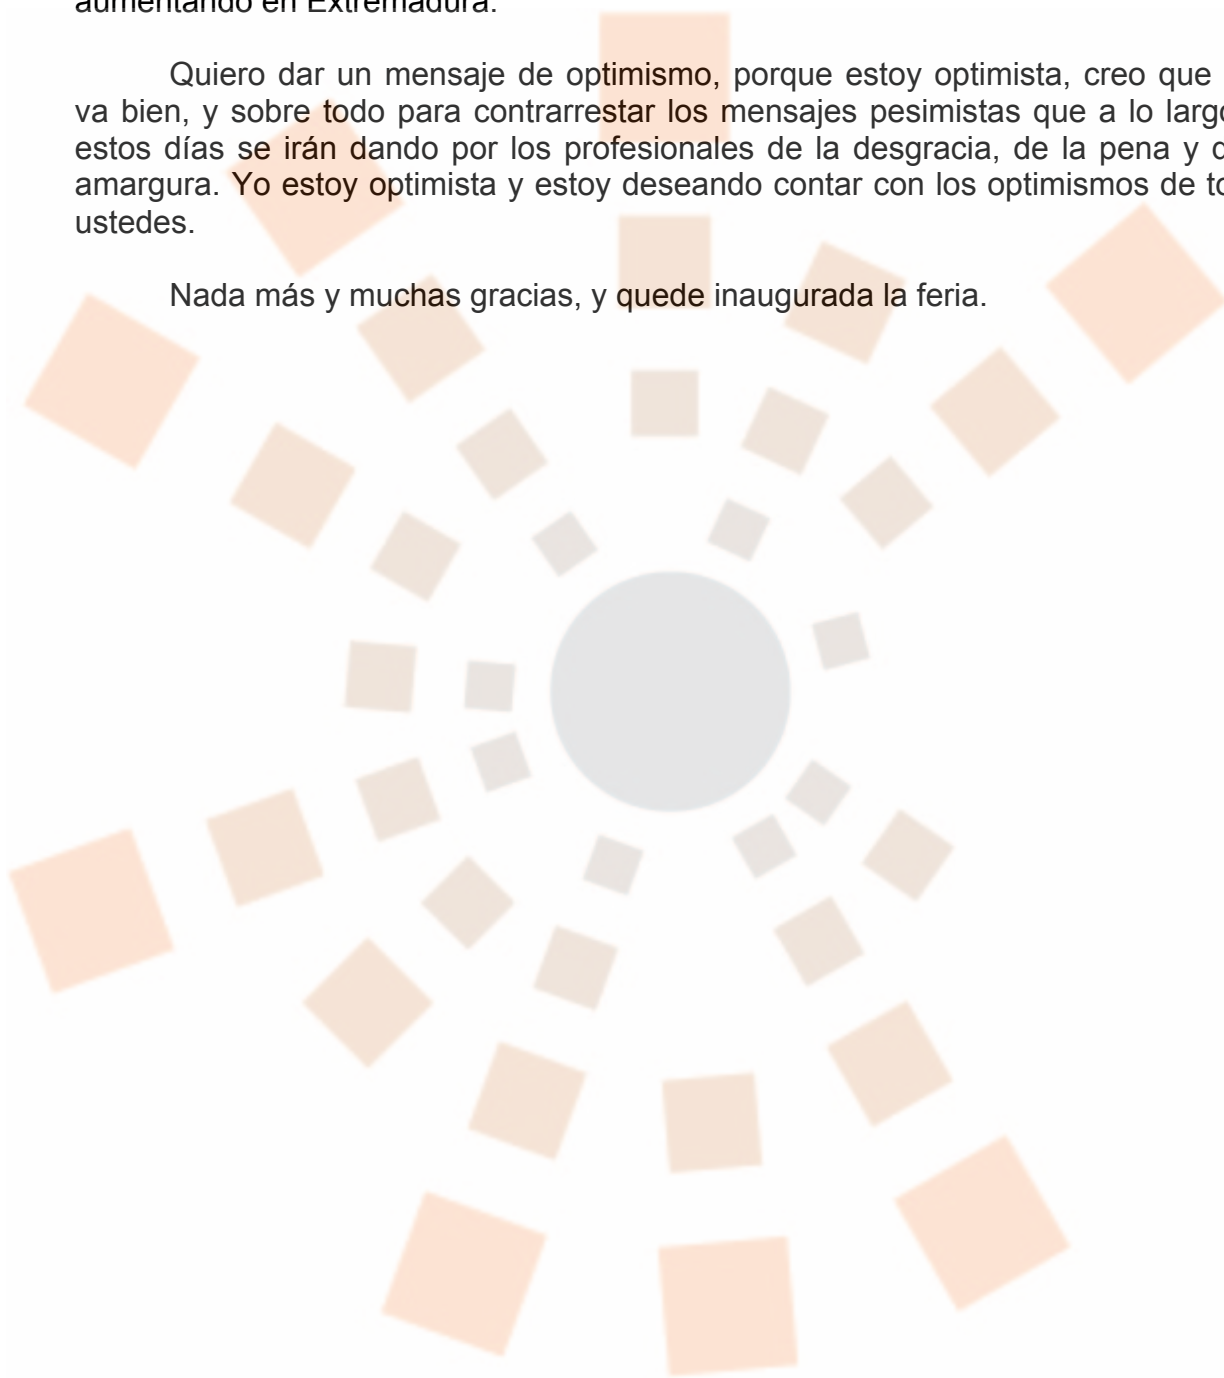 aumentando en Extremadura.
Quiero dar un mensaje de optimismo, porque estoy optimista, creo que
va bien, y sobre todo para contrarrestar los mensajes pesimistas que a lo largo
estos días se irán dando por los profesionales de la desgracia, de la pena y
amargura. Yo estoy optimista y estoy deseando contar con los optimismos de
ustedes.
Nada más y muchas gracias, y quede inaugurada la feria.